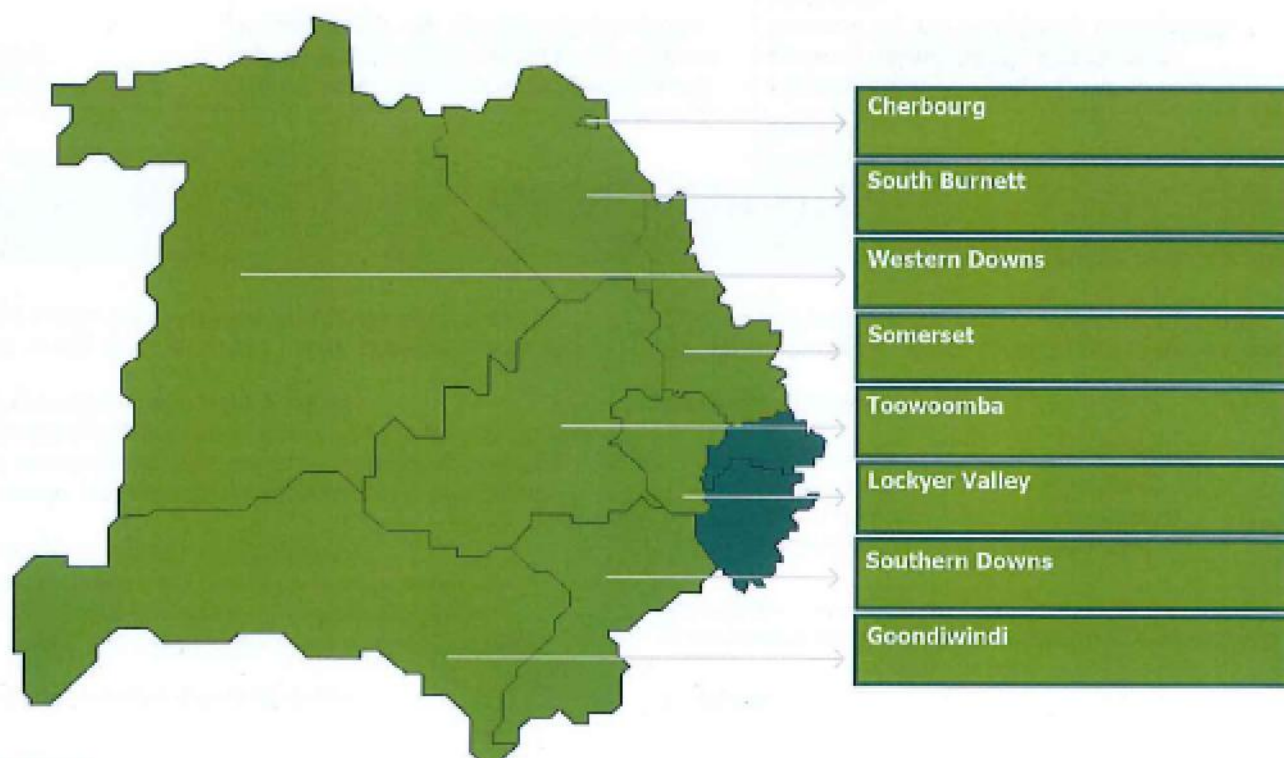 Cherbourg
South Burnett
Western Downs
Somerset
Toowoomba
Lockyer Valley
Southern Downs
Goondiwindi